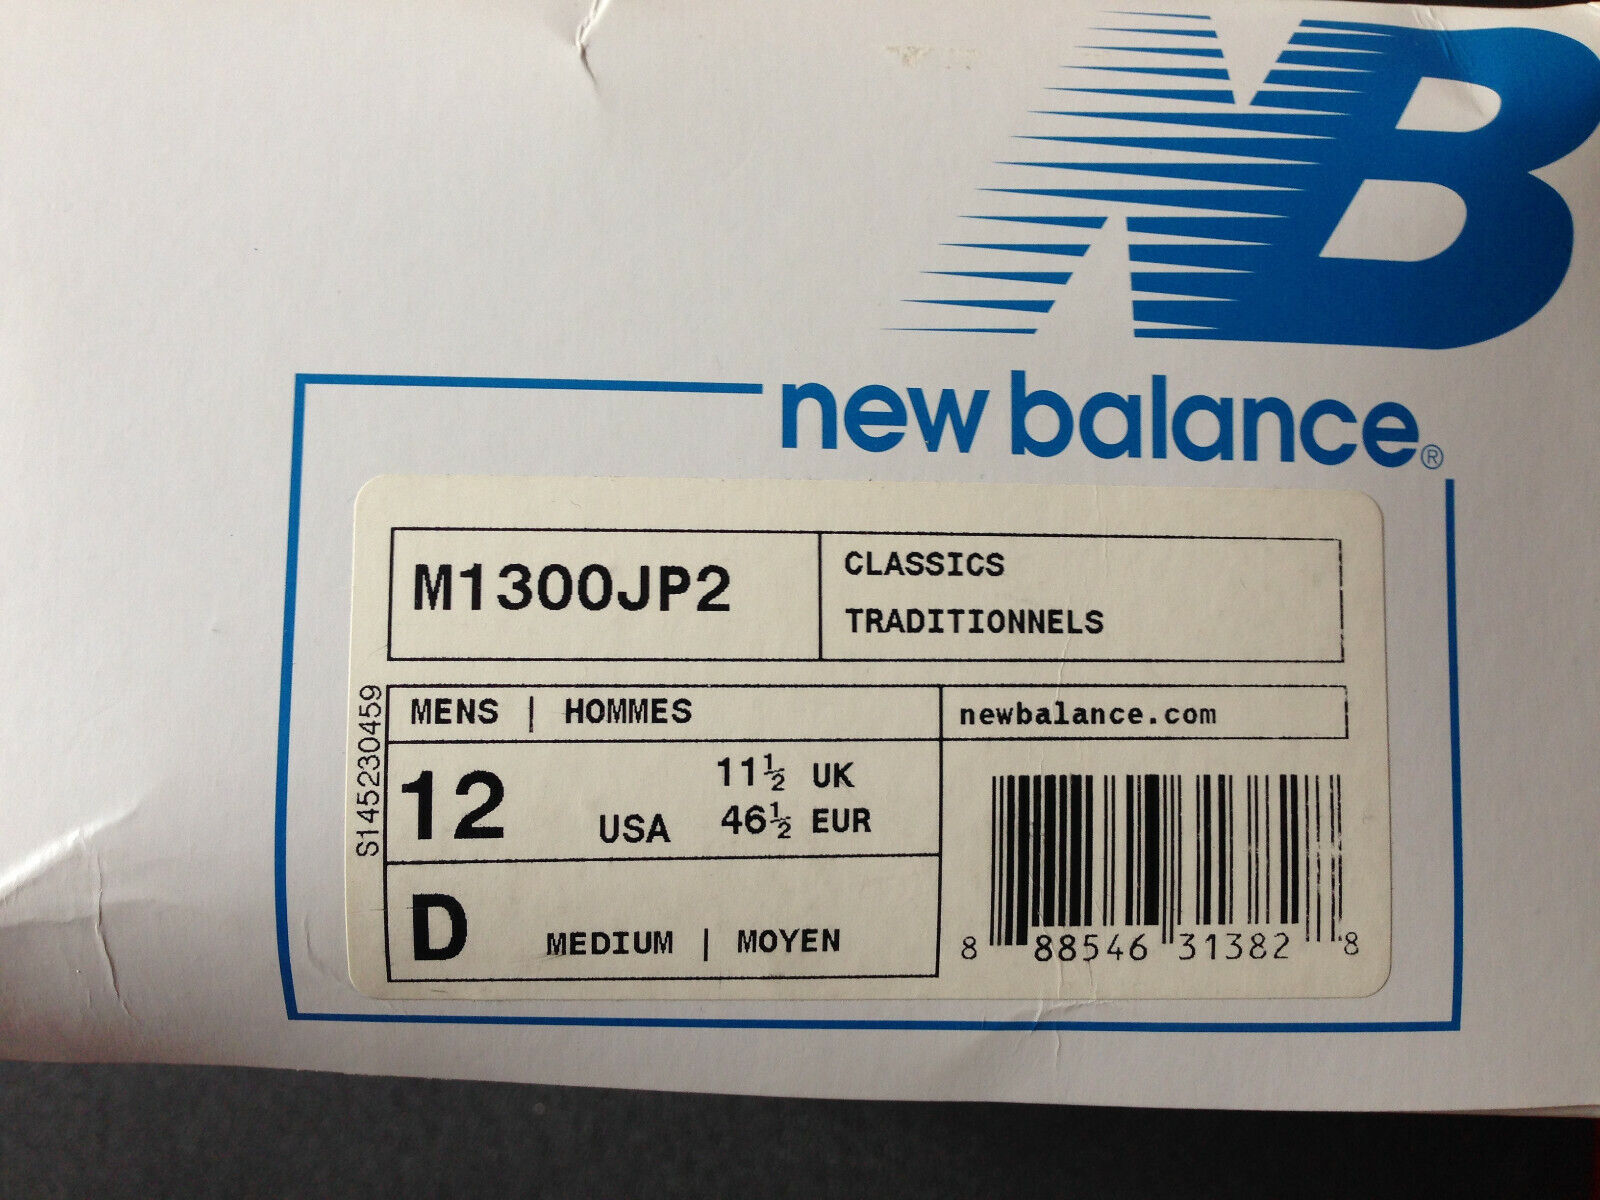 NB
new balance®
M1300JP2
CLASSICS
TRADITIONNELS
S145230459
MENS | HOMMES
newbalance.com
12 USA
11½ UK
46½ EUR
D MEDIUM | MOYEN
8 88546 31382 8